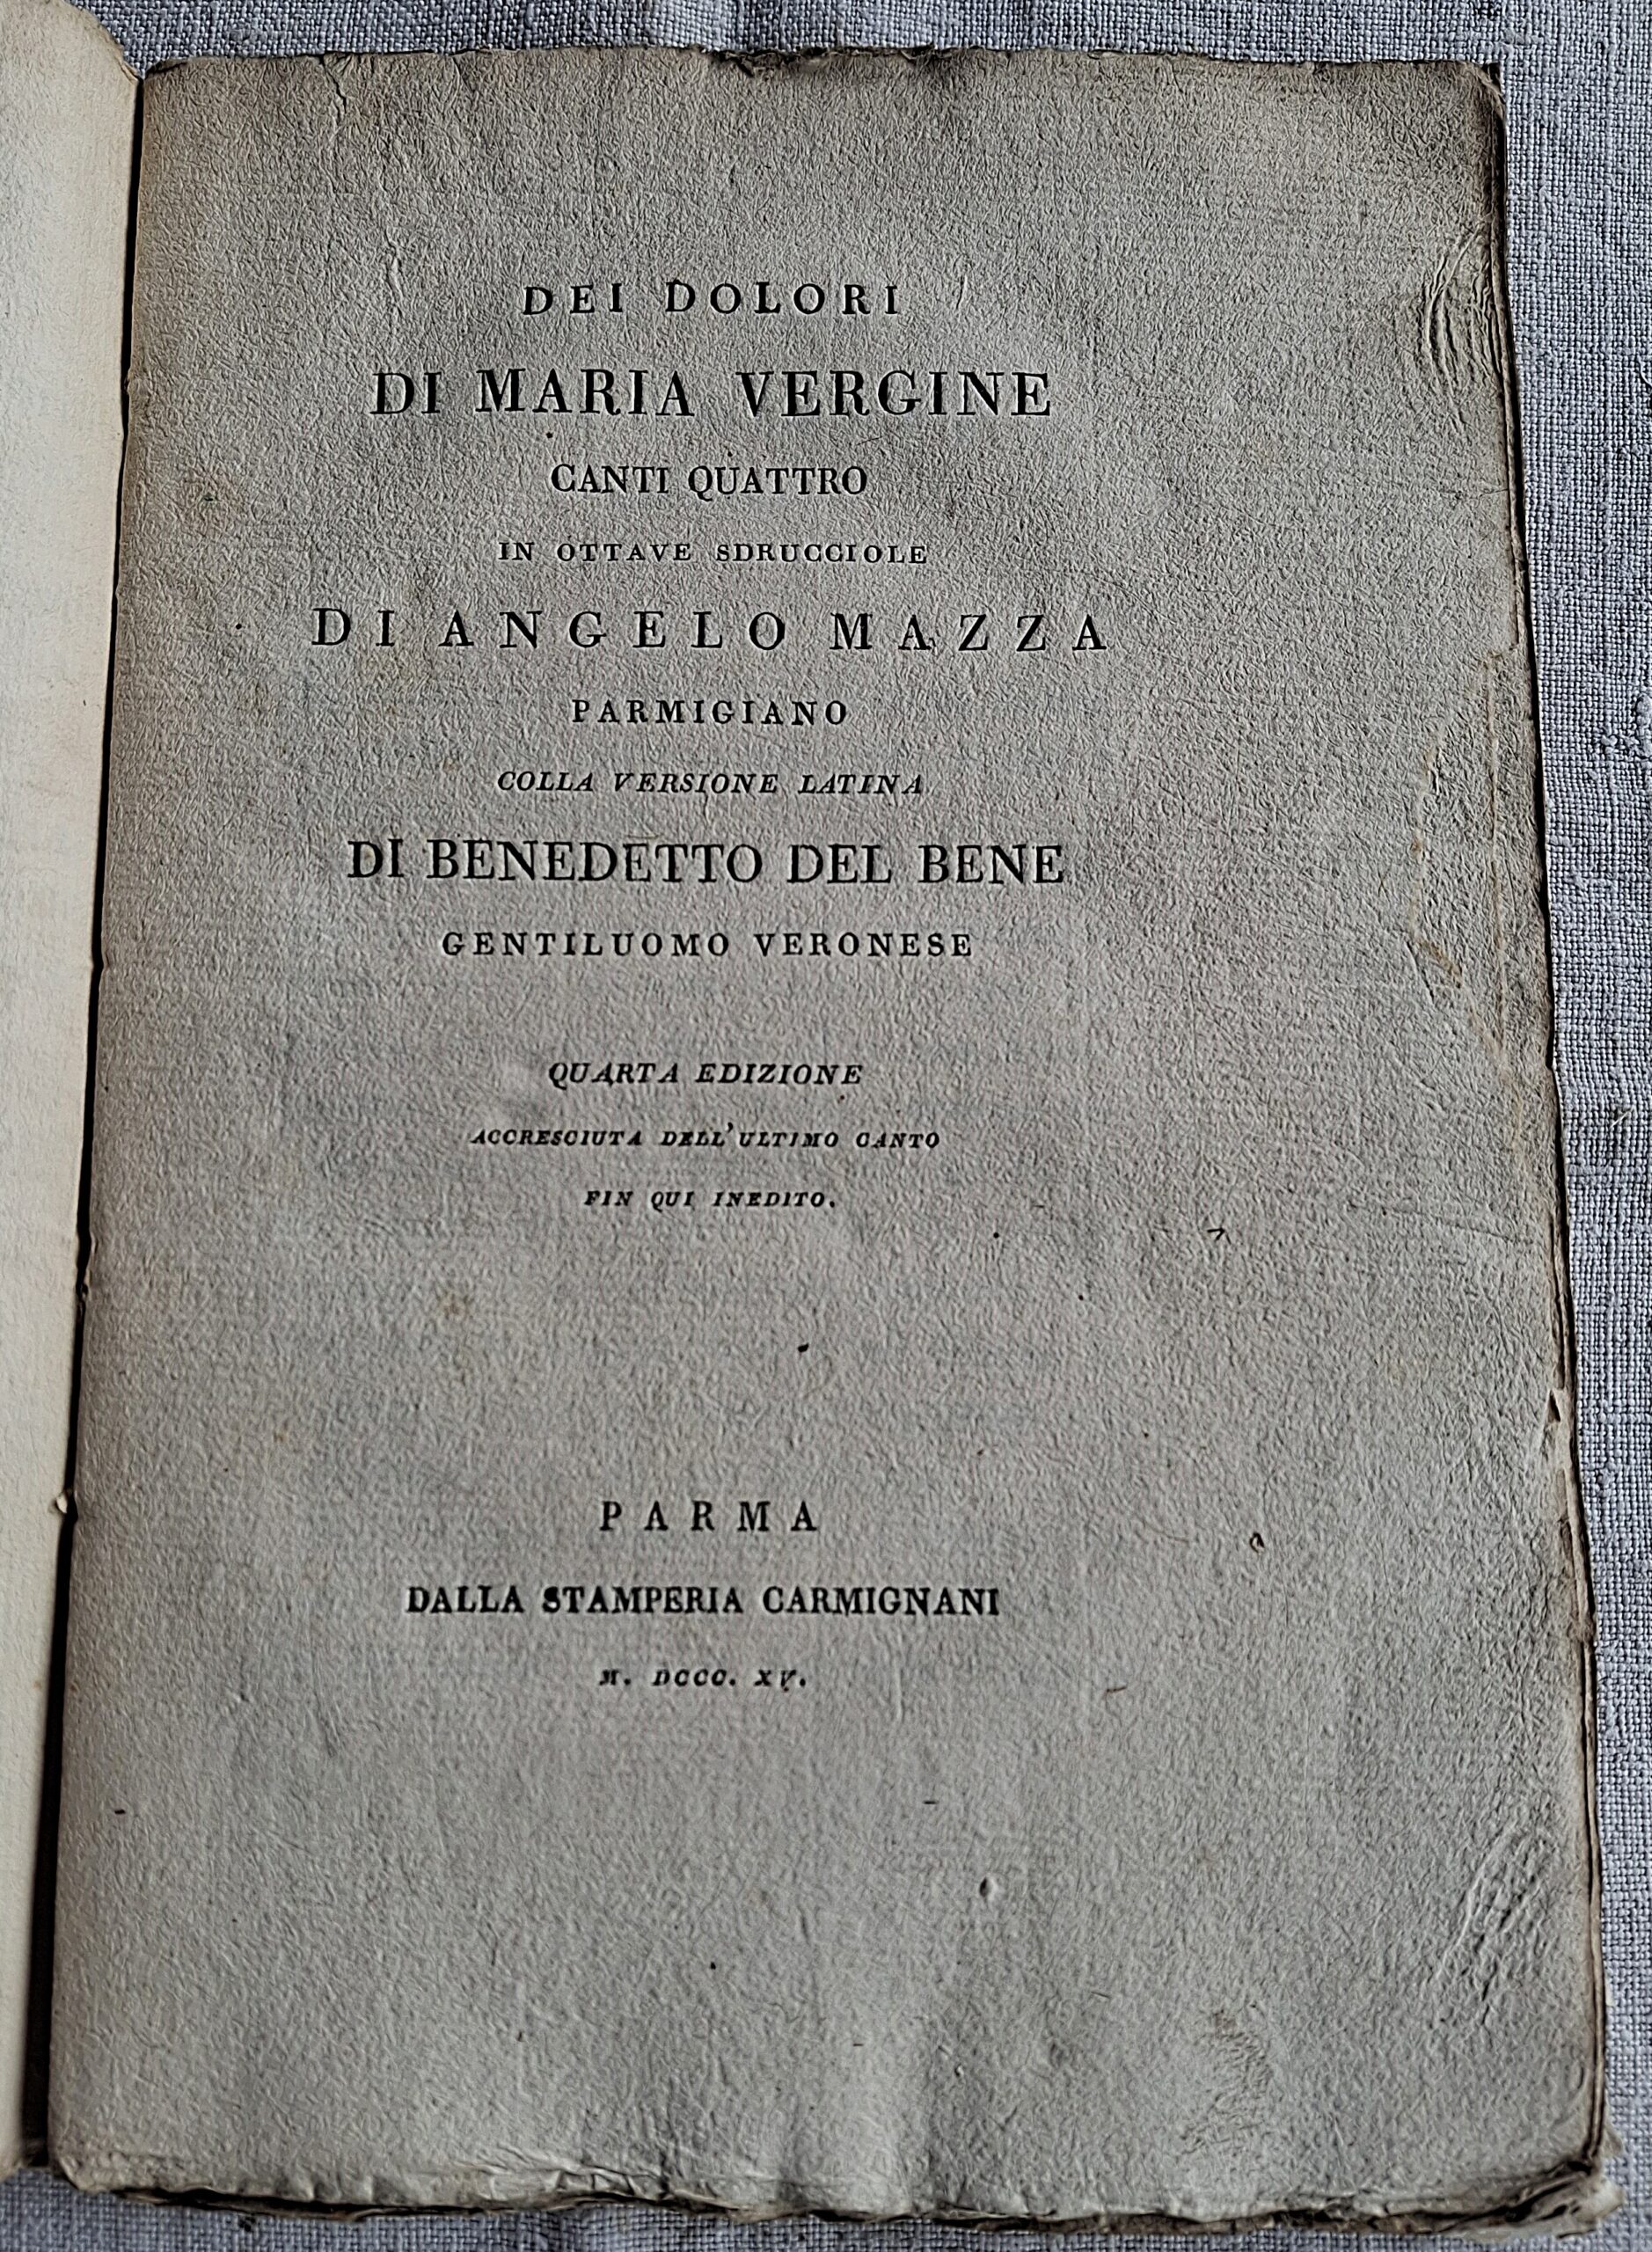 DEI DOLORI
DI MARIA VERGINE
CANTI QUATTRO
IN OTTAVE SDRUCCIOLE
DI ANGELO MAZZA
PARMIGIANO
COLLA VERSIONE LATINA
DI BENEDETTO DEL BENE
GENTILUOMO VERONESE
QUARTA EDIZIONE
ACCRESCIUTA DELL'ULTIMO CANTO
FIN QUI INEDITO.
PARMA
DALLA STAMPERIA CARMIGNANI
M. DCCC. XV.